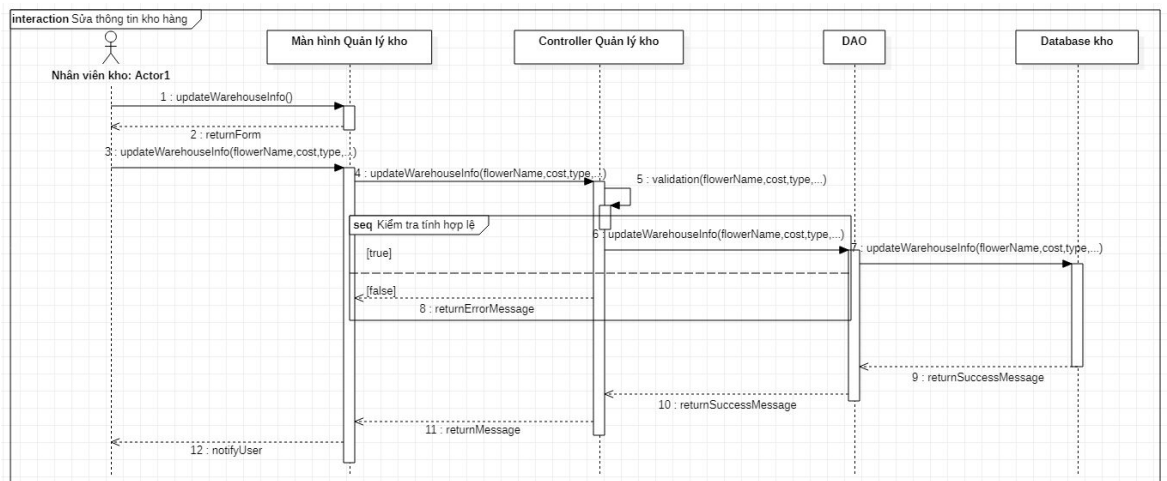 interaction Sửa thông tin kho hàng
Nhân viên kho: Actor1
Màn hình Quản lý kho
Controller Quản lý kho
DAO
Database kho
1 : updateWarehouseInfo()
2 : returnForm
3 : updateWarehouseInfo(flowerName,cost,type,...)
4 : updateWarehouseInfo(flowerName,cost,type,...)
5 : validation(flowerName,cost,type,...)
seq Kiểm tra tính hợp lệ
6 : updateWarehouseInfo(flowerName,cost,type,...)
7 : updateWarehouseInfo(flowerName,cost,type,...)
[true]
[false]
8 : returnErrorMessage
9 : returnSuccessMessage
10 : returnSuccessMessage
11 : returnMessage
12 : notifyUser